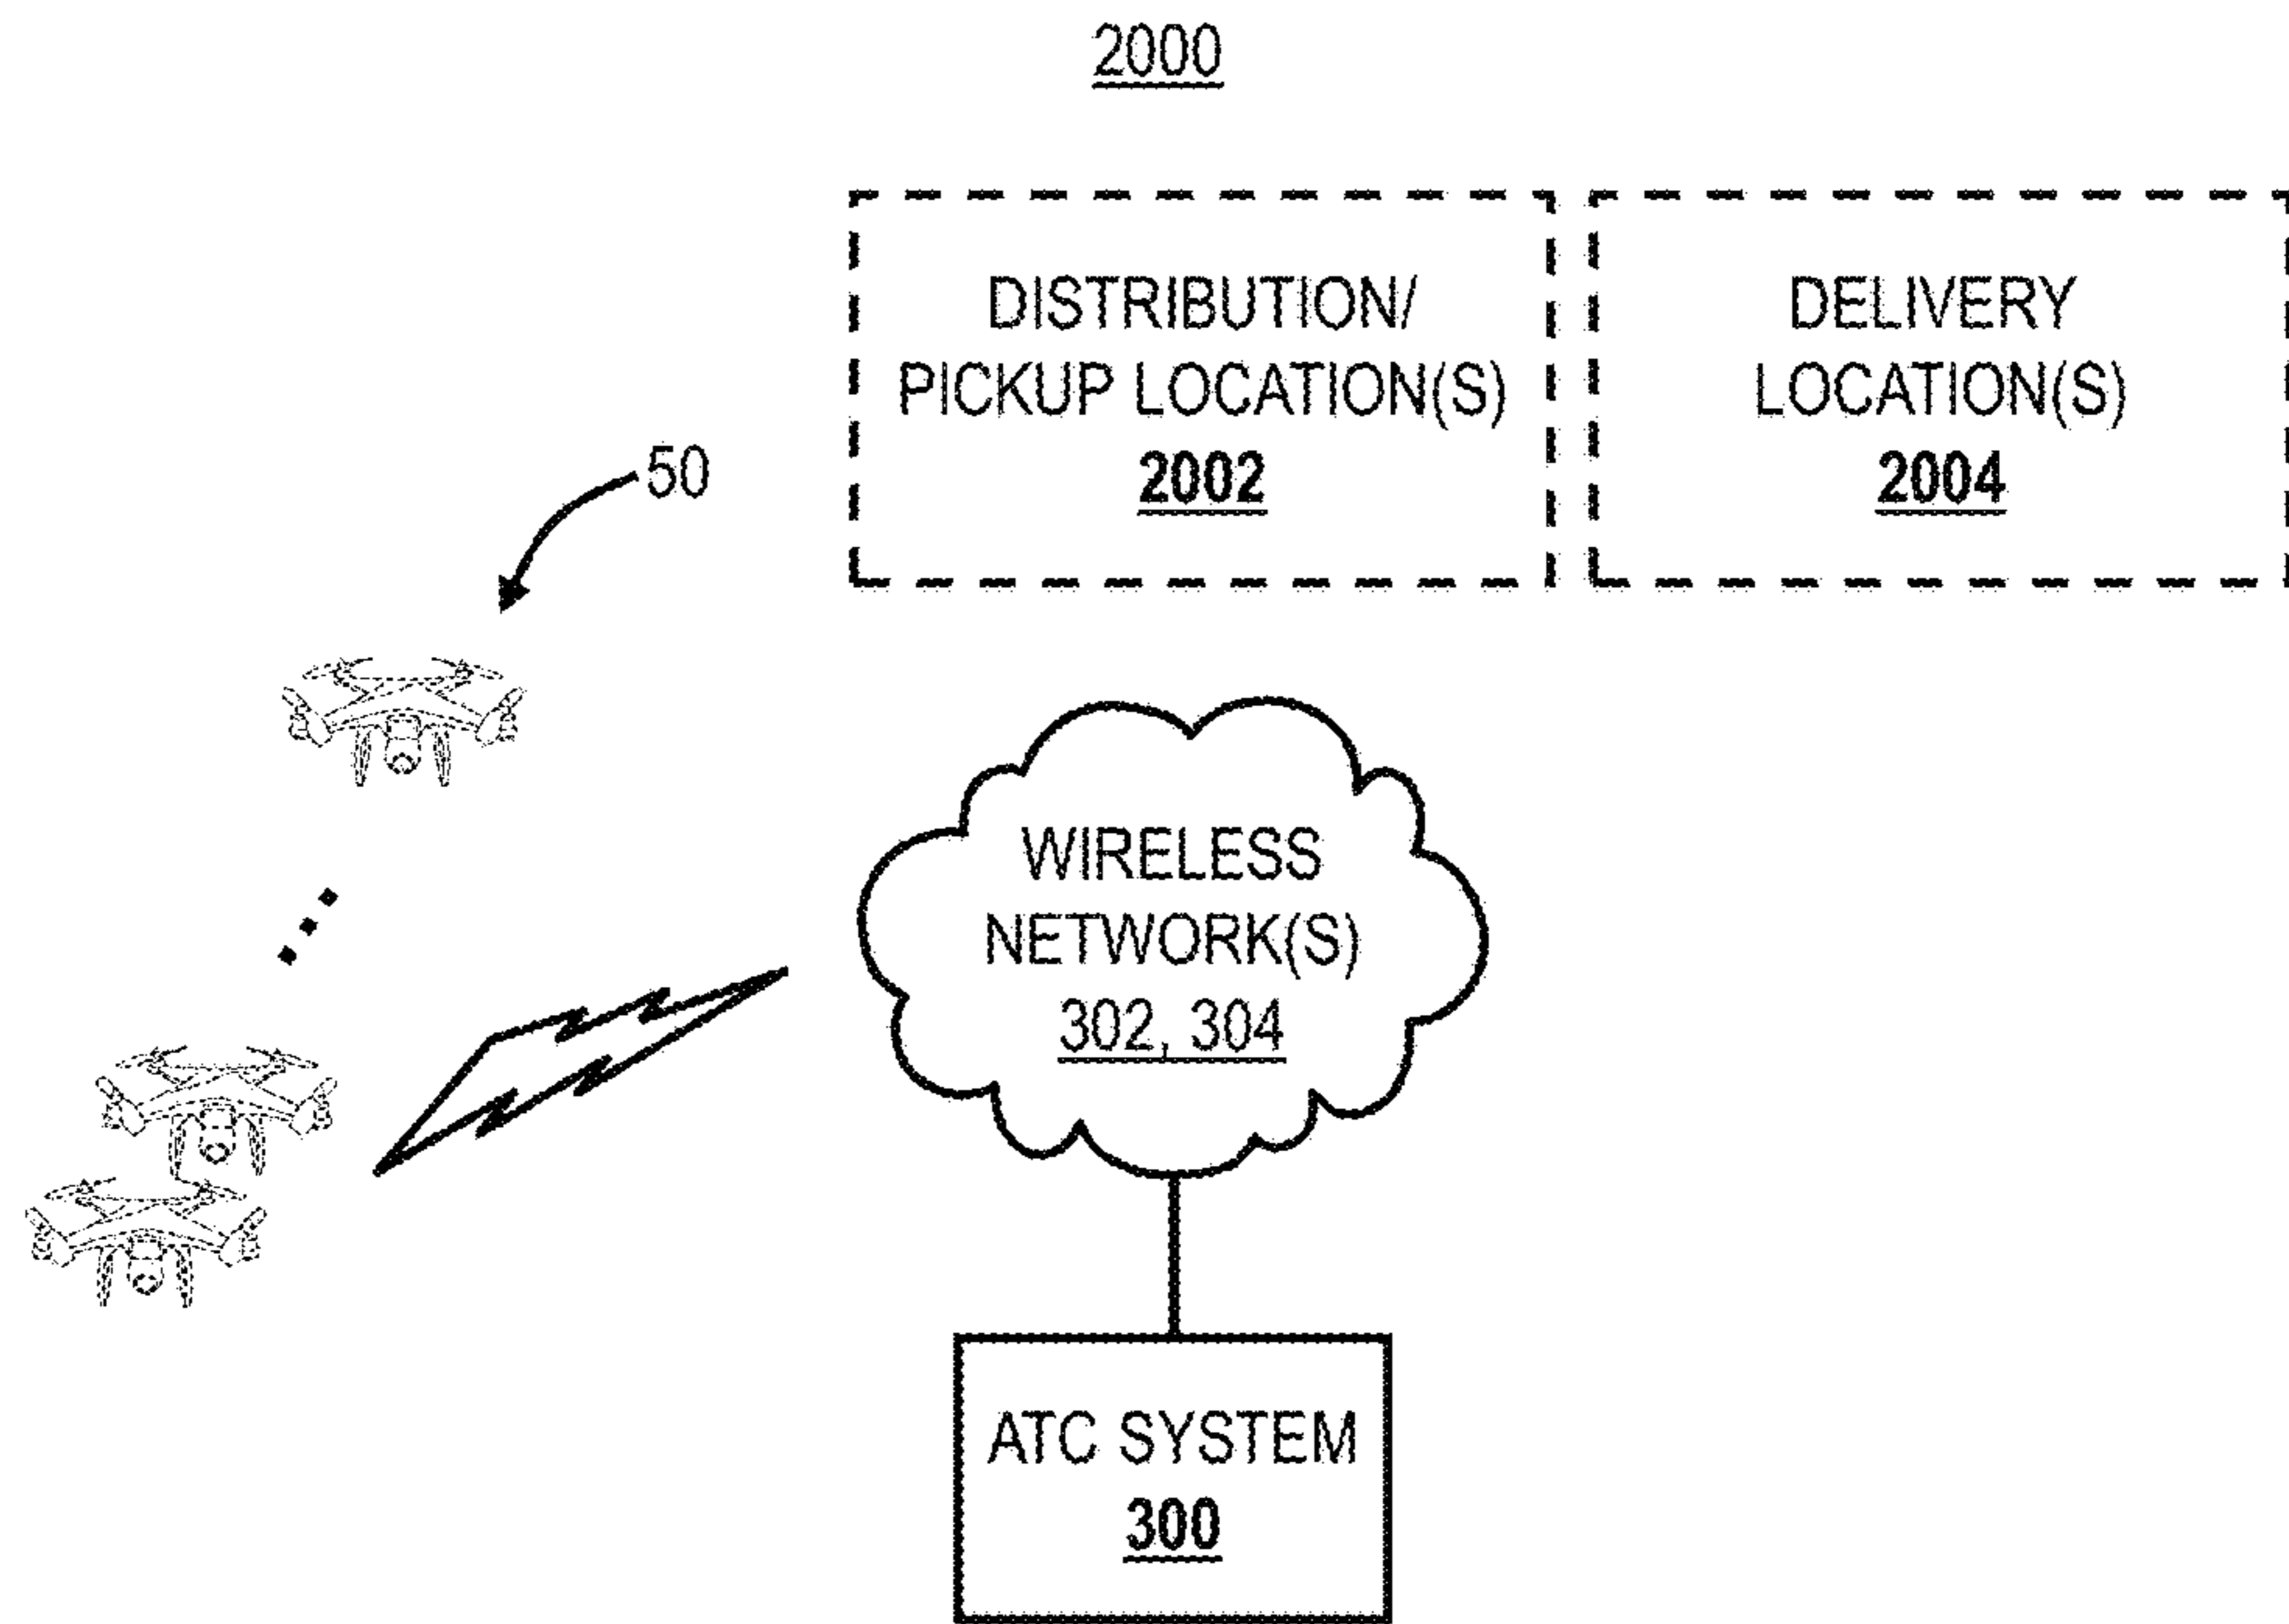 2000
DISTRIBUTION/
PICKUP LOCATION(S)
2002
DELIVERY
LOCATION(S)
2004
50
WIRELESS
NETWORK(S)
302, 304
ATC SYSTEM
300